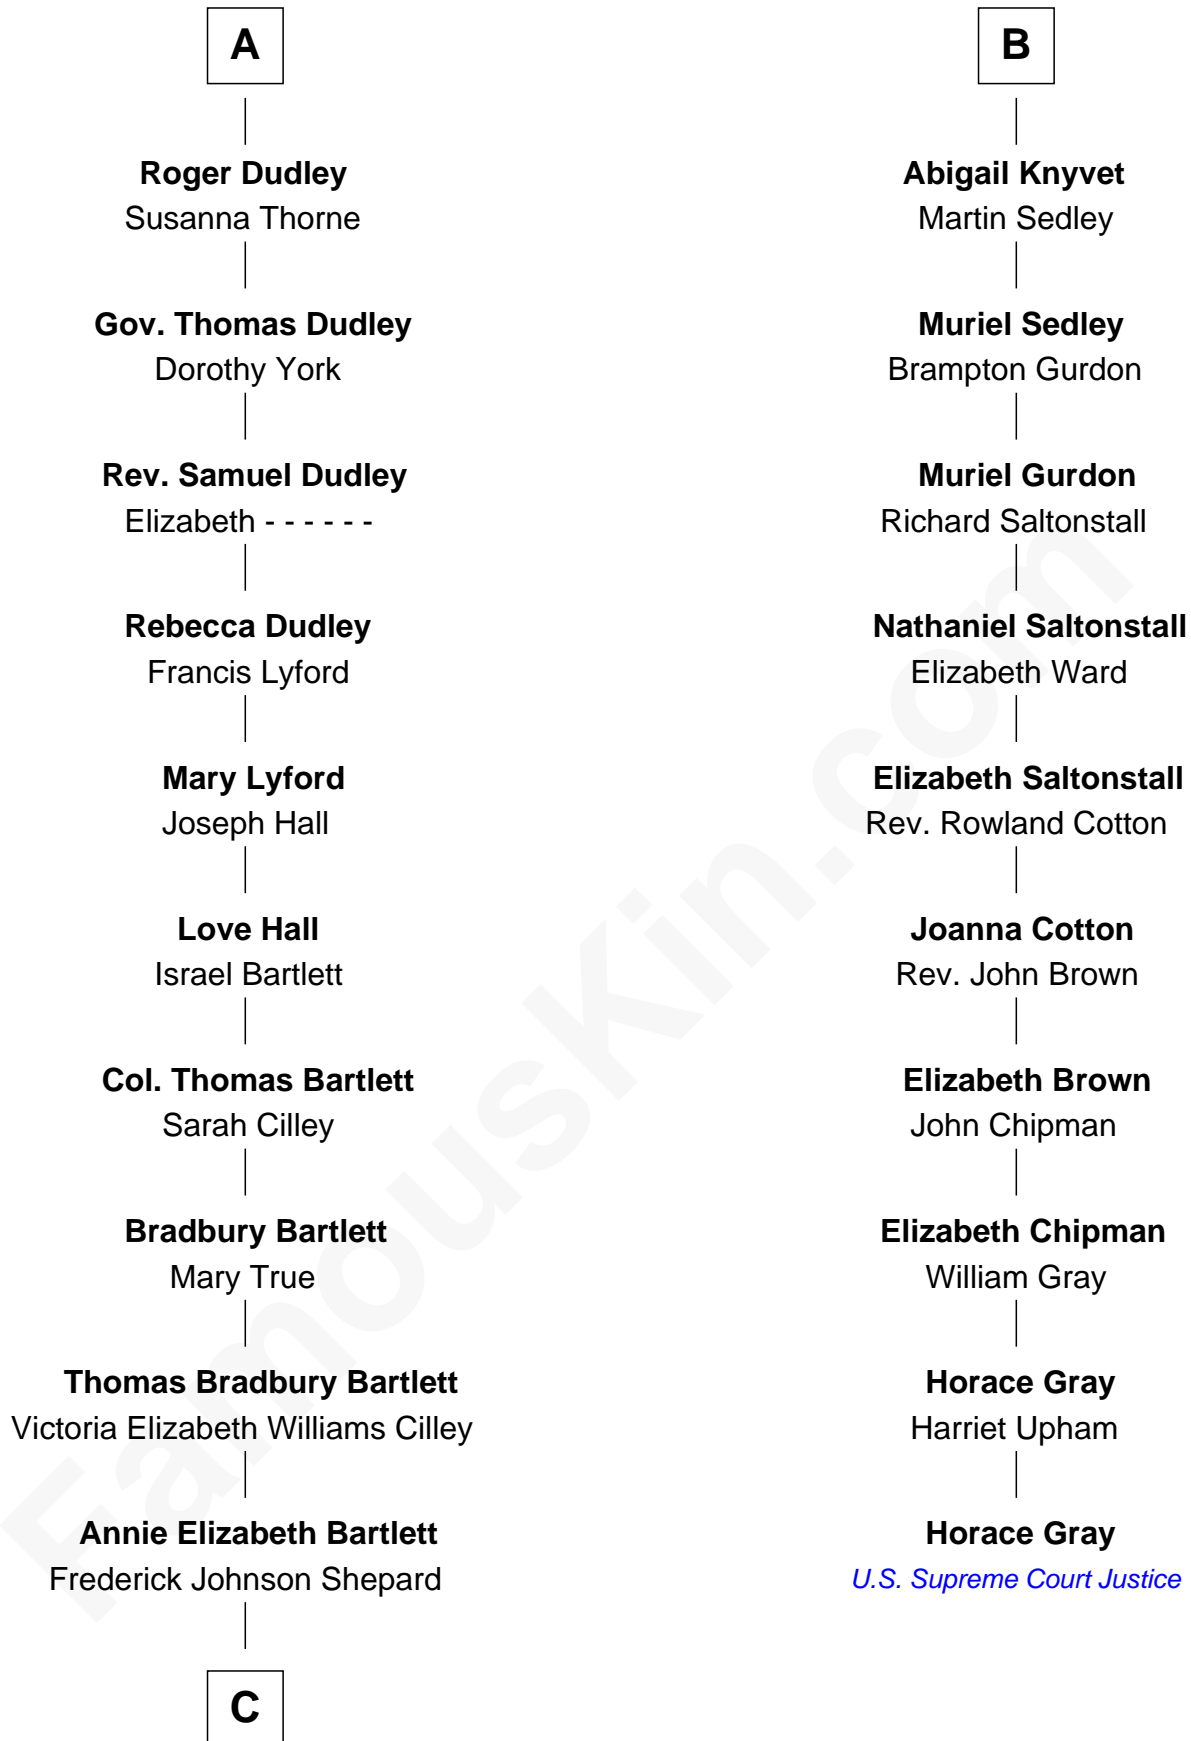 A
Roger Dudley
Susanna Thorne
Gov. Thomas Dudley
Dorothy York
Rev. Samuel Dudley
Elizabeth - - - - - -
Rebecca Dudley
Francis Lyford
Mary Lyford
Joseph Hall
Love Hall
Israel Bartlett
Col. Thomas Bartlett
Sarah Cilley
Bradbury Bartlett
Mary True
Thomas Bradbury Bartlett
Victoria Elizabeth Williams Cilley
Annie Elizabeth Bartlett
Frederick Johnson Shepard
C
B
Abigail Knyvet
Martin Sedley
Muriel Sedley
Brampton Gurdon
Muriel Gurdon
Richard Saltonstall
Nathaniel Saltonstall
Elizabeth Ward
Elizabeth Saltonstall
Rev. Rowland Cotton
Joanna Cotton
Rev. John Brown
Elizabeth Brown
John Chipman
Elizabeth Chipman
William Gray
Horace Gray
Harriet Upham
Horace Gray
U.S. Supreme Court Justice
FamousKin.com